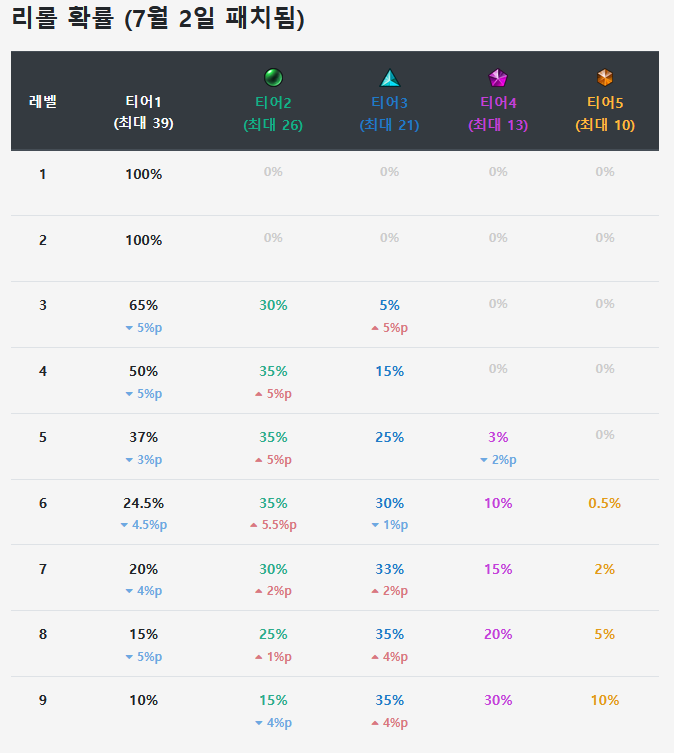 리롤 확률 (7월 2일 패치됨)
레벨 티어1 티어2 티어3 티어4 티어5
(최대 39) (최대 26) (최대 21) (최대 13) (최대 10)
1 100% 0% 0% 0% 0%
2 100% 0% 0% 0% 0%
3 65% 30% 5% 0% 0%
▼ 5%p ▲ 5%p
4 50% 35% 15% 0% 0%
▼ 5%p ▲ 5%p
5 37% 35% 25% 3% 0%
▼ 3%p ▲ 5%p ▼ 2%p
6 24.5% 35% 30% 10% 0.5%
▼ 4.5%p ▲ 5.5%p ▼ 1%p
7 20% 30% 33% 15% 2%
▼ 4%p ▲ 2%p ▲ 2%p
8 15% 25% 35% 20% 5%
▼ 5%p ▲ 1%p ▲ 4%p
9 10% 15% 35% 30% 10%
▼ 4%p ▲ 4%p